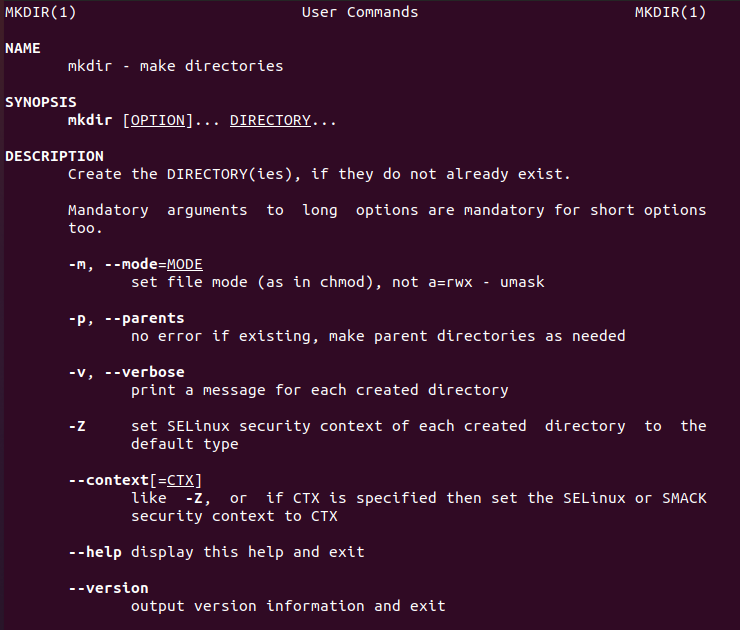 MKDIR(1) User Commands MKDIR(1)
NAME
mkdir - make directories
SYNOPSIS
mkdir [OPTION]... DIRECTORY...
DESCRIPTION
Create the DIRECTORY(ies), if they do not already exist.
Mandatory arguments to long options are mandatory for short options
too.
-m, --mode=MODE
set file mode (as in chmod), not a=rwx - umask
-p, --parents
no error if existing, make parent directories as needed
-v, --verbose
print a message for each created directory
-Z set SELinux security context of each created directory to the
default type
--context[=CTX]
like -Z, or if CTX is specified then set the SELinux or SMACK
security context to CTX
--help display this help and exit
--version
output version information and exit